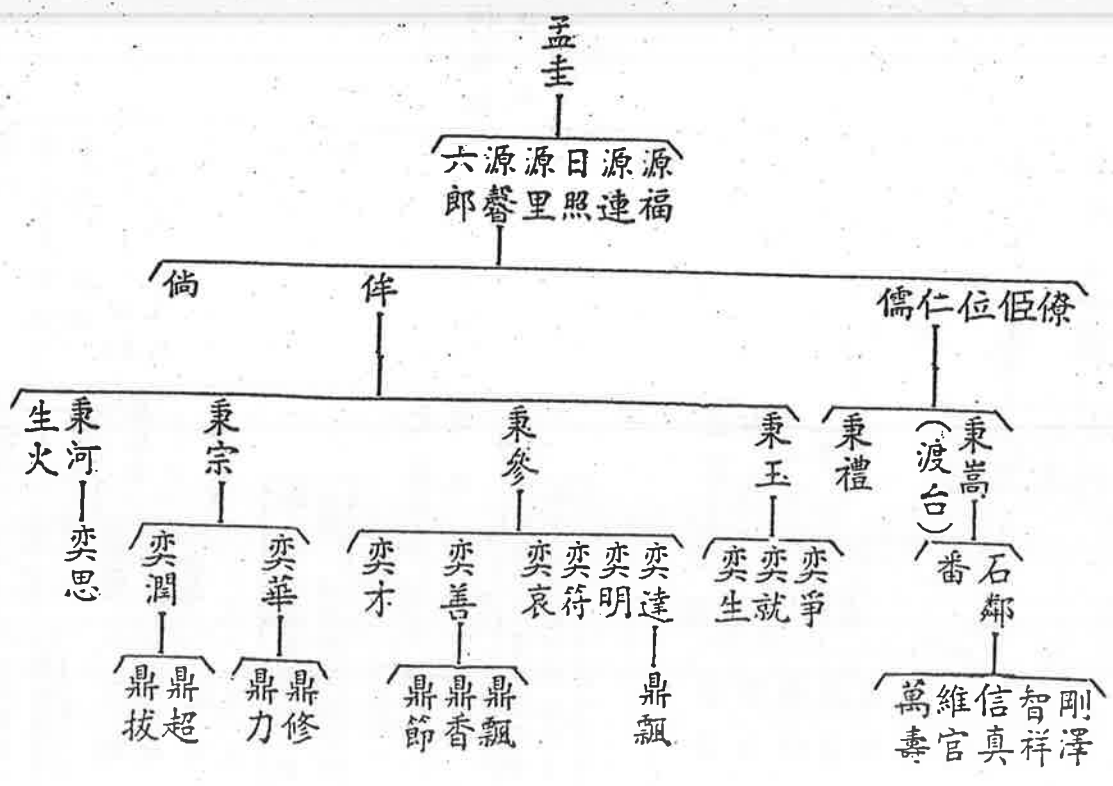 孟圭
源福
源連
日照
源里
源馨
六郎
僚
位
仁
儒
侔
倘
秉嵩
(渡台)
秉禮
秉玉
秉參
秉宗
秉河
生火
石鄰
番
奕爭
奕就
奕生
奕達
奕明
奕符
奕哀
奕善
奕才
奕華
奕潤
奕思
剛澤
智祥
信真
維官
萬壽
鼎飄
鼎飄
鼎香
鼎節
鼎修
鼎力
鼎超
鼎拔